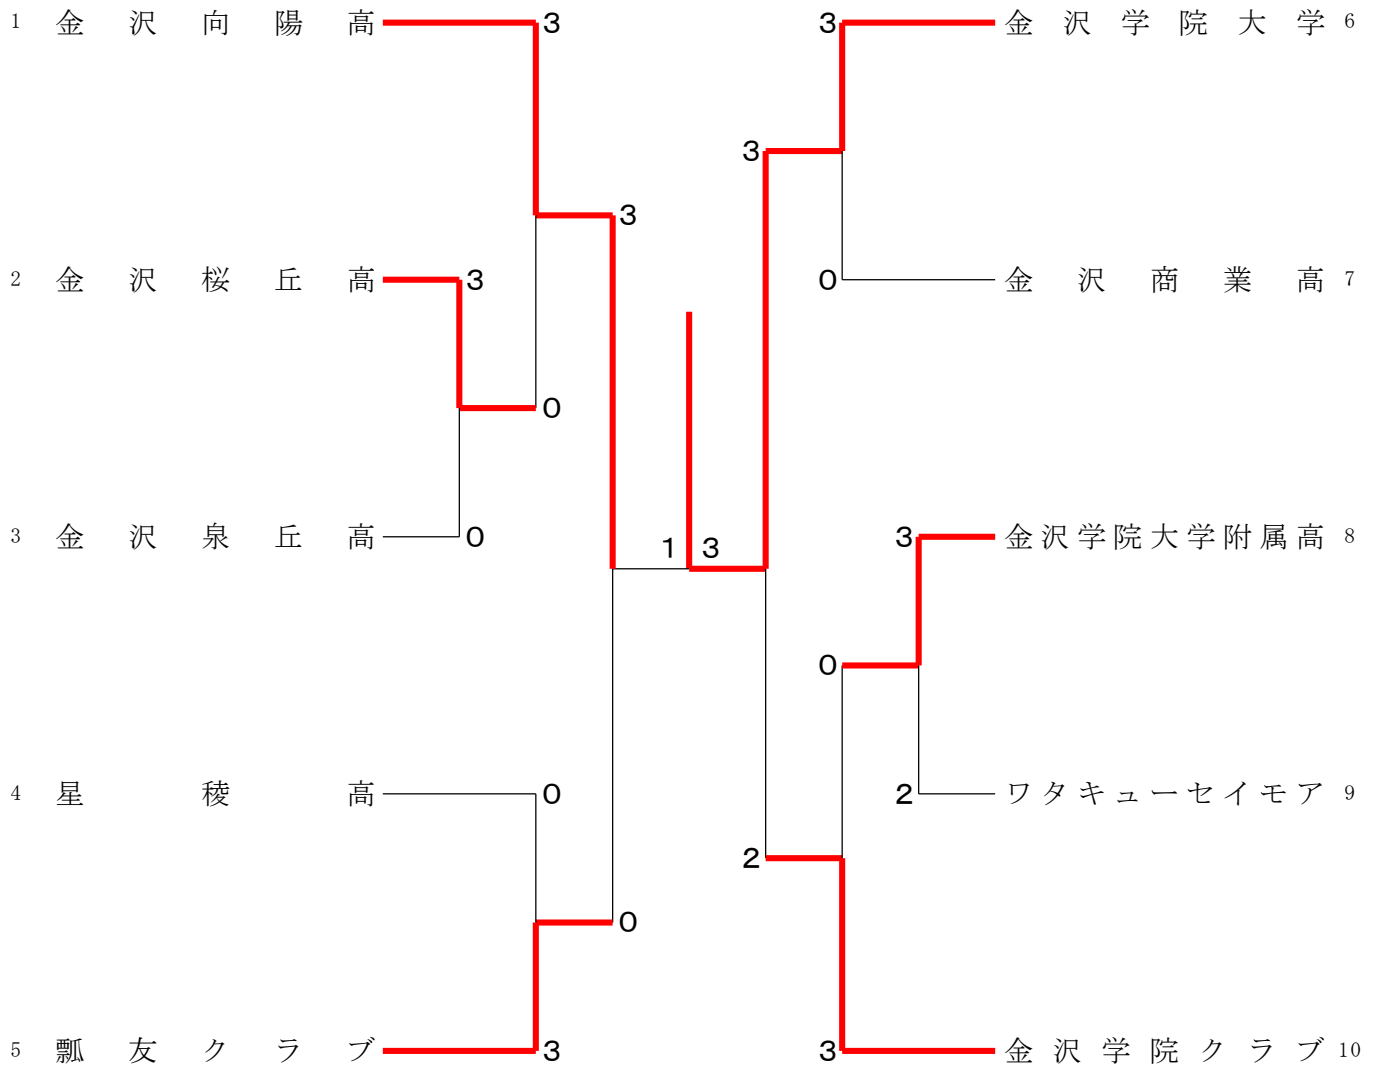 1 金沢向陽高 3 3 金沢学院大学 6
3
3
2 金沢桜丘高 3 0 金沢商業高 7
0
3 金沢泉丘高 0 1 3 3 金沢学院大学附属高 8
0
4 星稜高 0 2 ワタキューセイモア 9
2
0
5 瓢友クラブ 3 3 金沢学院クラブ 10